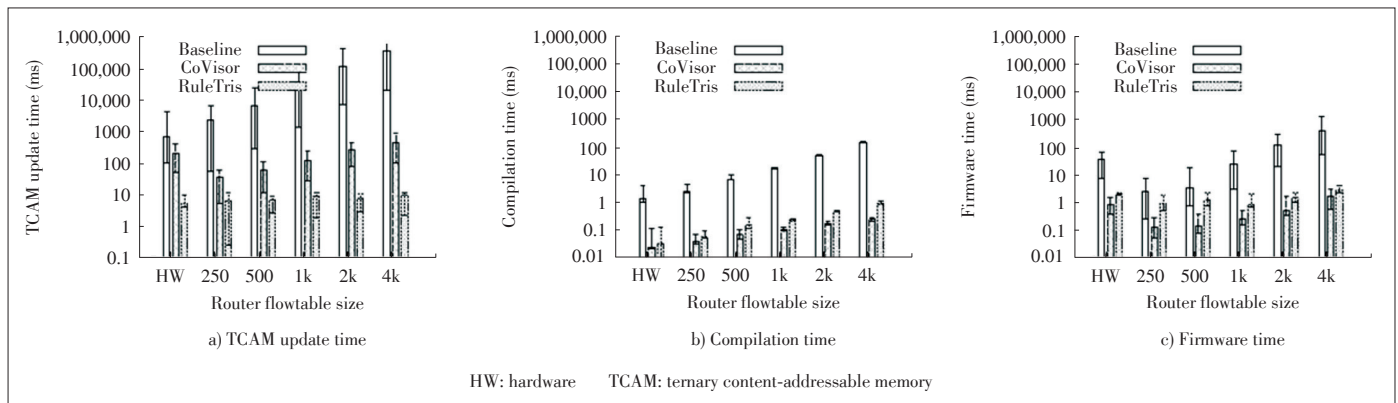 TCAM update time (ms)
1,000,000
100,000
10,000
1000
100
10
1
0.1
Baseline
CoVisor
RuleTris
HW 250 500 1k 2k 4k
Router flowtable size
a) TCAM update time
Compilation time (ms)
1,000,000
100,000
10,000
1000
100
10
1
0.1
0.01
Baseline
CoVisor
RuleTris
HW 250 500 1k 2k 4k
Router flowtable size
b) Compilation time
Firmware time (ms)
1,000,000
100,000
10,000
1000
100
10
1
0.1
0.01
Baseline
CoVisor
RuleTris
HW 250 500 1k 2k 4k
Router flowtable size
c) Firmware time
HW: hardware TCAM: ternary content-addressable memory